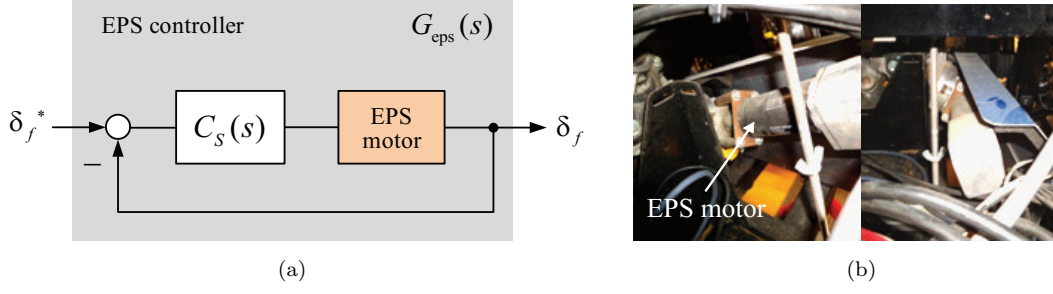 EPS controller
G_eps(s)
δ_f*
C_S(s)
EPS
motor
δ_f
−
EPS motor
(a)
(b)